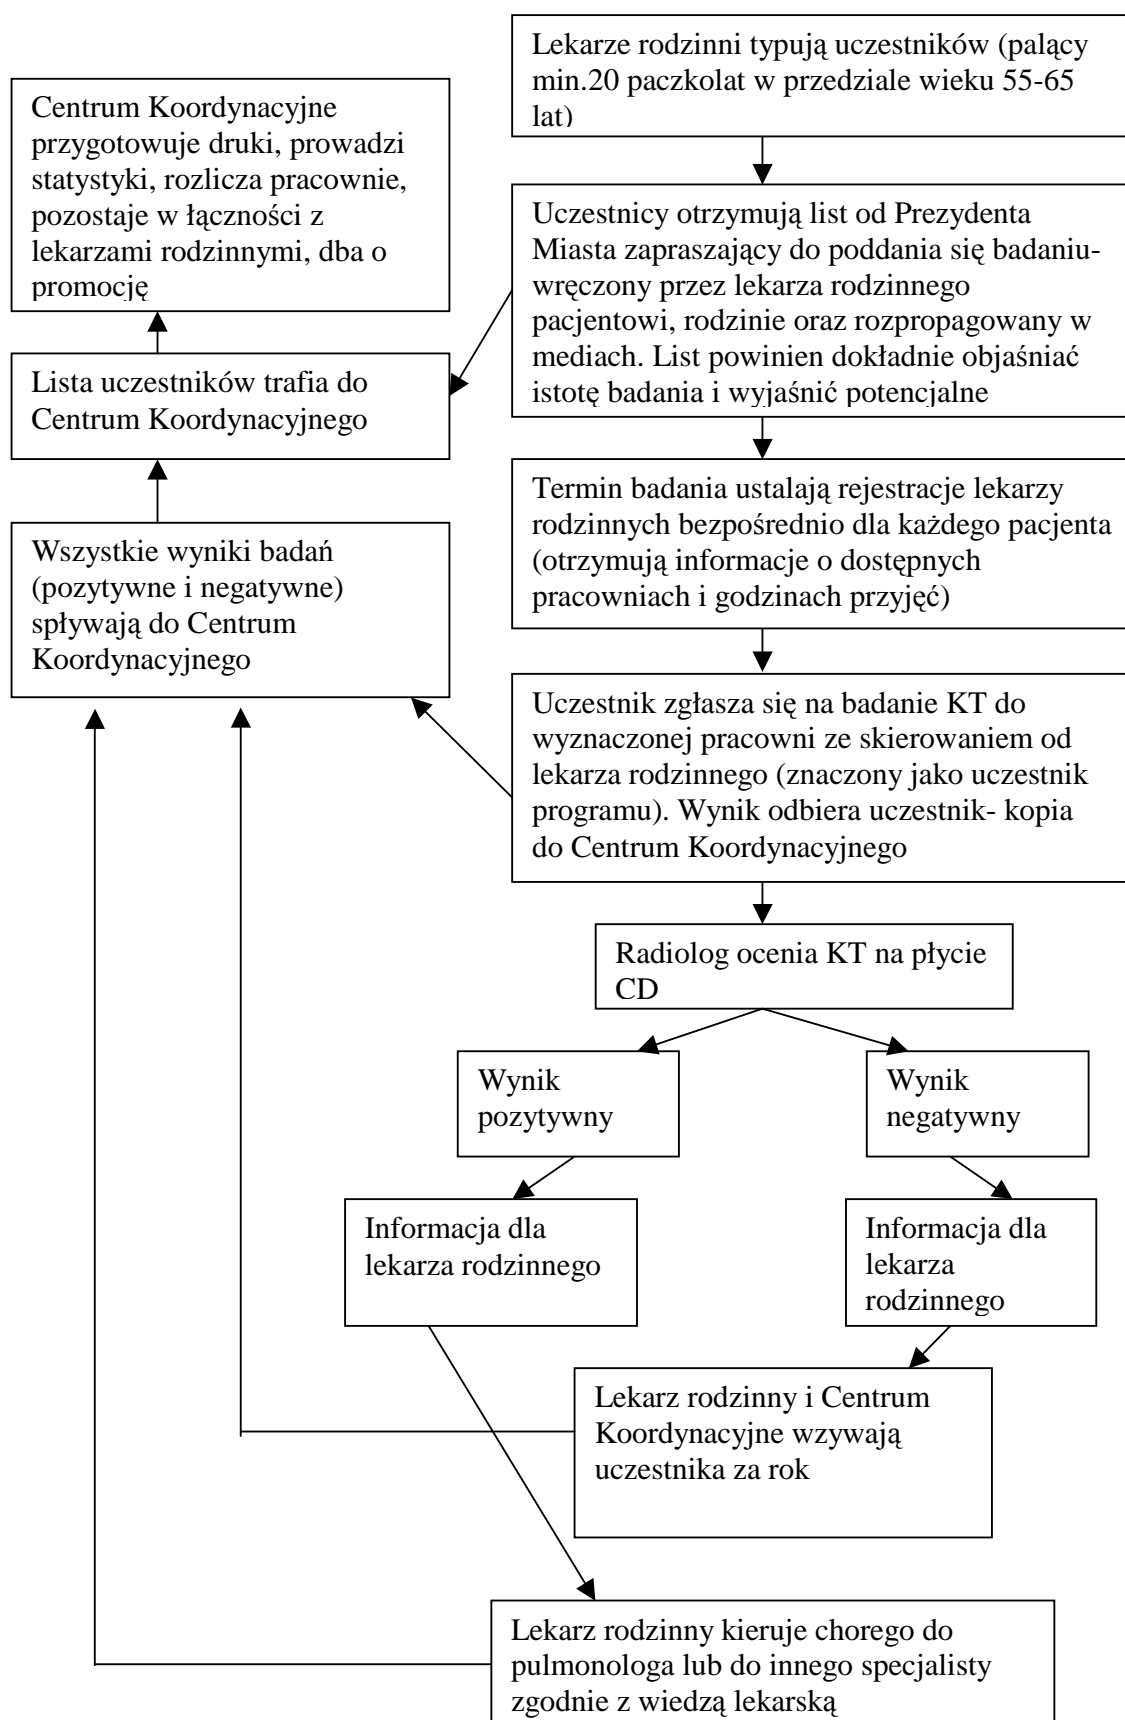 Lekarze rodzinni typują uczestników (palący
min.20 paczkolat w przedziale wieku 55-65
lat)
Centrum Koordynacyjne
przygotowuje druki, prowadzi
statystyki, rozlicza pracownie,
pozostaje w łączności z
lekarzami rodzinnymi, dba o
promocję
Uczestnicy otrzymują list od Prezydenta
Miasta zapraszający do poddania się badaniu-
wręczony przez lekarza rodzinnego
pacjentowi, rodzinie oraz rozpropagowany w
mediach. List powinien dokładnie objaśniać
istotę badania i wyjaśnić potencjalne
Lista uczestników trafia do
Centrum Koordynacyjnego
Termin badania ustalają rejestracje lekarzy
rodzinnych bezpośrednio dla każdego pacjenta
(otrzymują informacje o dostępnych
pracowniach i godzinach przyjęć)
Wszystkie wyniki badań
(pozytywne i negatywne)
spływają do Centrum
Koordynacyjnego
Uczestnik zgłasza się na badanie KT do
wyznaczonej pracowni ze skierowaniem od
lekarza rodzinnego (znaczony jako uczestnik
programu). Wynik odbiera uczestnik- kopia
do Centrum Koordynacyjnego
Radiolog ocenia KT na płycie
CD
Wynik
pozytywny
Wynik
negatywny
Informacja dla
lekarza rodzinnego
Informacja dla
lekarza
rodzinnego
Lekarz rodzinny i Centrum
Koordynacyjne wzywają
uczestnika za rok
Lekarz rodzinny kieruje chorego do
pulmonologa lub do innego specjalisty
zgodnie z wiedzą lekarską